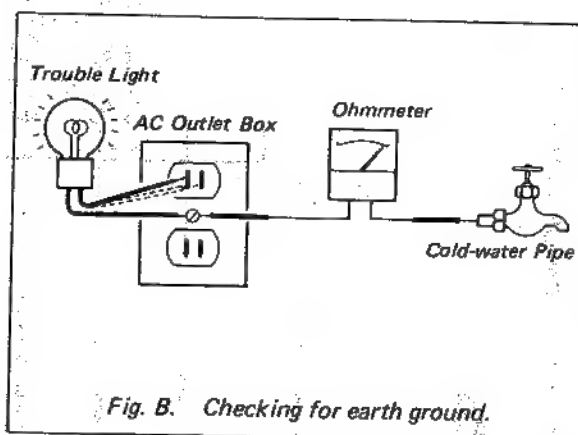 Trouble Light
Ohmmeter
AC Outlet Box
Cold-water Pipe
Fig. B. Checking for earth ground.